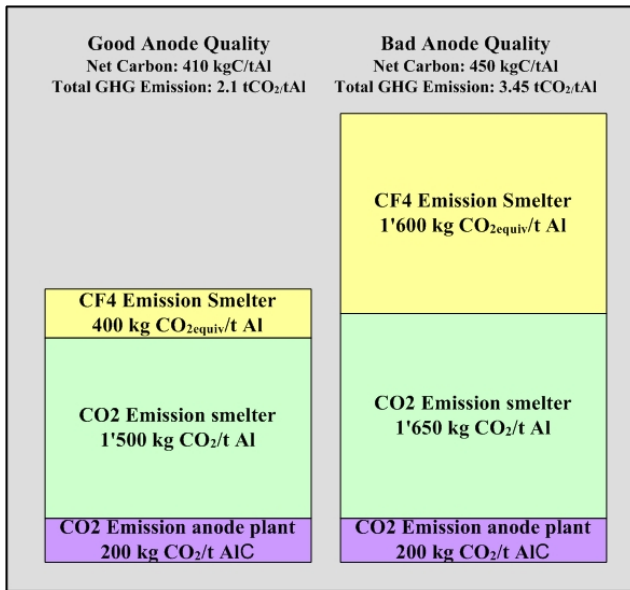 Good Anode Quality
Net Carbon: 410 kgC/tAl
Total GHG Emission: 2.1 tCO₂/tAl
CF4 Emission Smelter
400 kg CO₂equiv/t Al
CO2 Emission smelter
1'500 kg CO₂/t Al
CO2 Emission anode plant
200 kg CO₂/t AlC
Bad Anode Quality
Net Carbon: 450 kgC/tAl
Total GHG Emission: 3.45 tCO₂/tAl
CF4 Emission Smelter
1'600 kg CO₂equiv/t Al
CO2 Emission smelter
1'650 kg CO₂/t Al
CO2 Emission anode plant
200 kg CO₂/t AlC